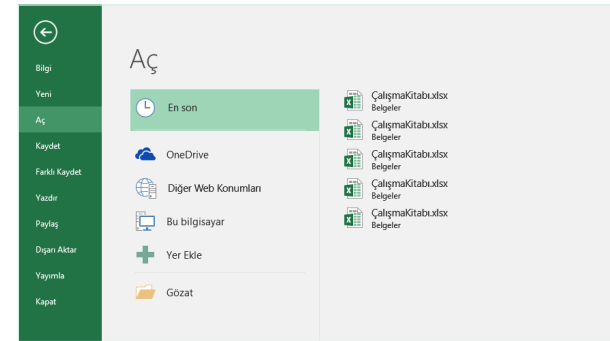 Bilgi
Yeni
Aç
Kaydet
Farklı Kaydet
Yazdır
Paylaş
Dışarı Aktar
Yayımla
Kapat
Aç
En son
OneDrive
Diğer Web Konumları
Bu bilgisayar
Yer Ekle
Gözat
ÇalışmaKitabı.xlsx
Belgeler
ÇalışmaKitabı.xlsx
Belgeler
ÇalışmaKitabı.xlsx
Belgeler
ÇalışmaKitabı.xlsx
Belgeler
ÇalışmaKitabı.xlsx
Belgeler